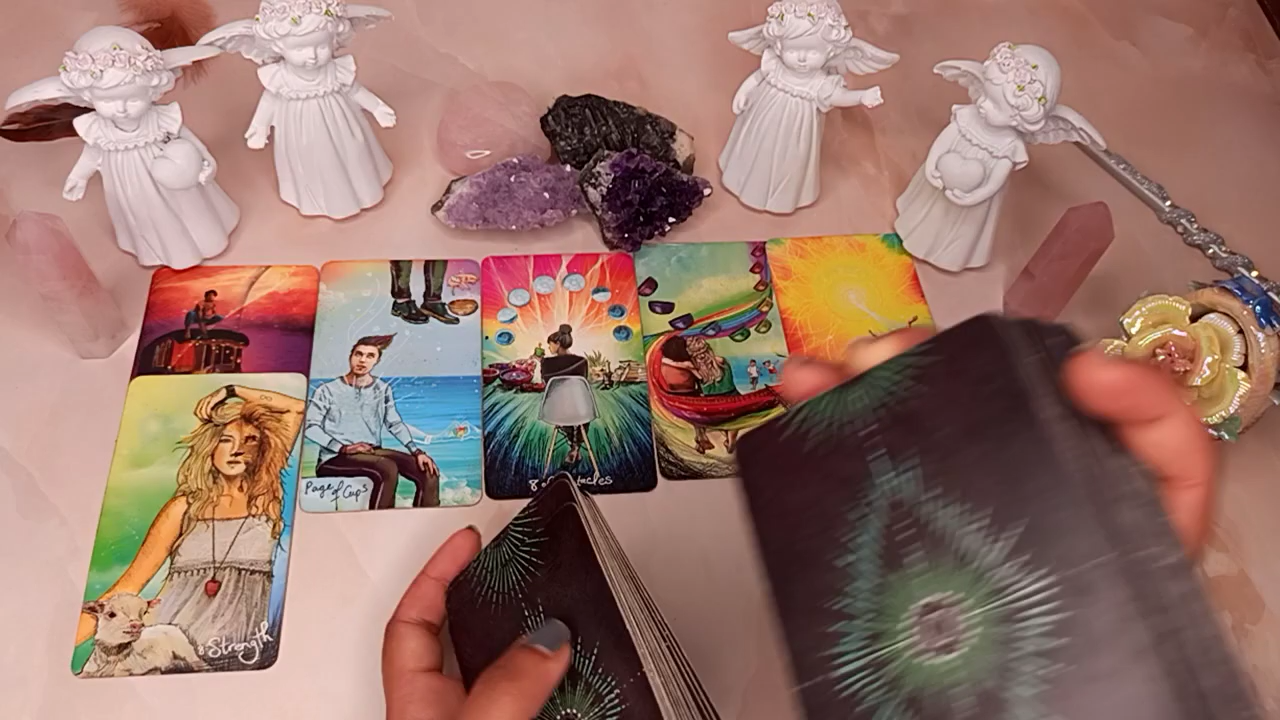 Page of Cups
8 of Pentacles
8. Strength